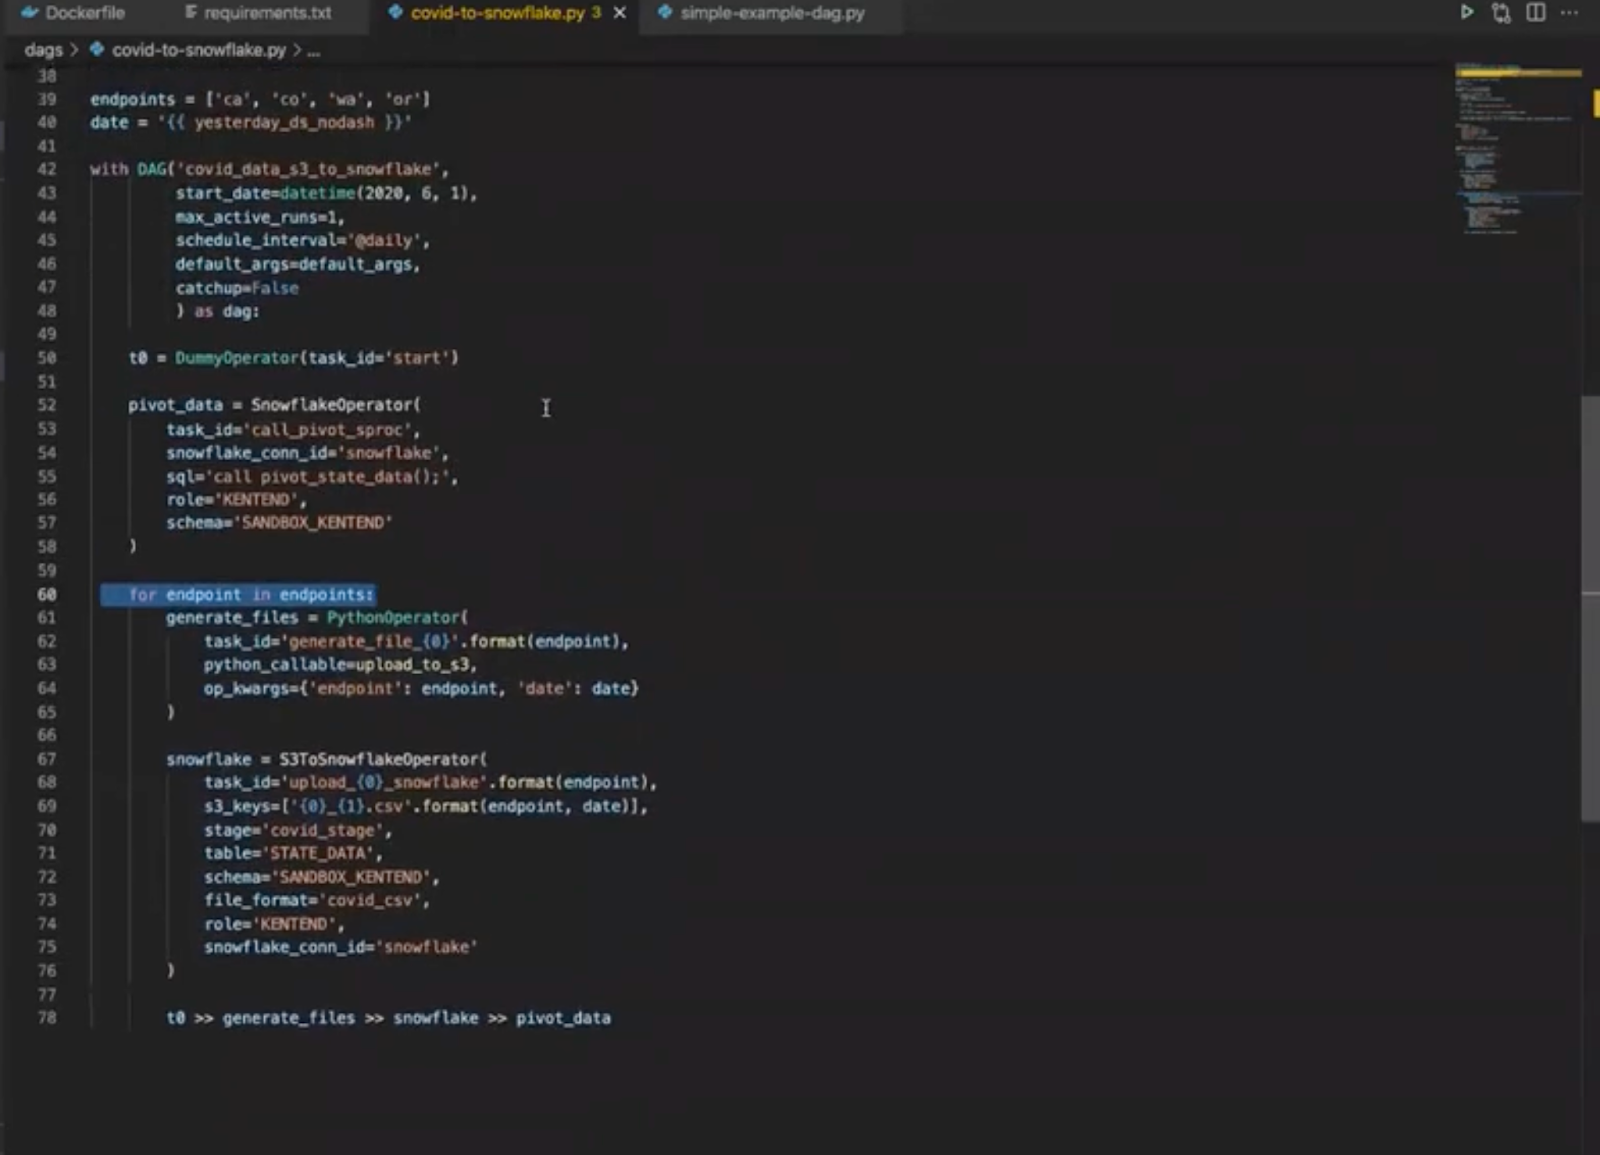 Dockerfile
requirements.txt
covid-to-snowflake.py 3
simple-example-dag.py
dags > covid-to-snowflake.py > ...
38
39 endpoints = ['ca', 'co', 'wa', 'or']
40 date = '{{ yesterday_ds_nodash }}'
41
42 with DAG('covid_data_s3_to_snowflake',
43 start_date=datetime(2020, 6, 1),
44 max_active_runs=1,
45 schedule_interval='@daily',
46 default_args=default_args,
47 catchup=False
48 ) as dag:
49
50 t0 = DummyOperator(task_id='start')
51
52 pivot_data = SnowflakeOperator(
53 task_id='call_pivot_sproc',
54 snowflake_conn_id='snowflake',
55 sql='call pivot_state_data();',
56 role='KENTEND',
57 schema='SANDBOX_KENTEND'
58 )
59
60 for endpoint in endpoints:
61 generate_files = PythonOperator(
62 task_id='generate_file_{0}'.format(endpoint),
63 python_callable=upload_to_s3,
64 op_kwargs={'endpoint': endpoint, 'date': date}
65 )
66
67 snowflake = S3ToSnowflakeOperator(
68 task_id='upload_{0}_snowflake'.format(endpoint),
69 s3_keys=['{0}_{1}.csv'.format(endpoint, date)],
70 stage='covid_stage',
71 table='STATE_DATA',
72 schema='SANDBOX_KENTEND',
73 file_format='covid_csv',
74 role='KENTEND',
75 snowflake_conn_id='snowflake'
76 )
77
78 t0 >> generate_files >> snowflake >> pivot_data